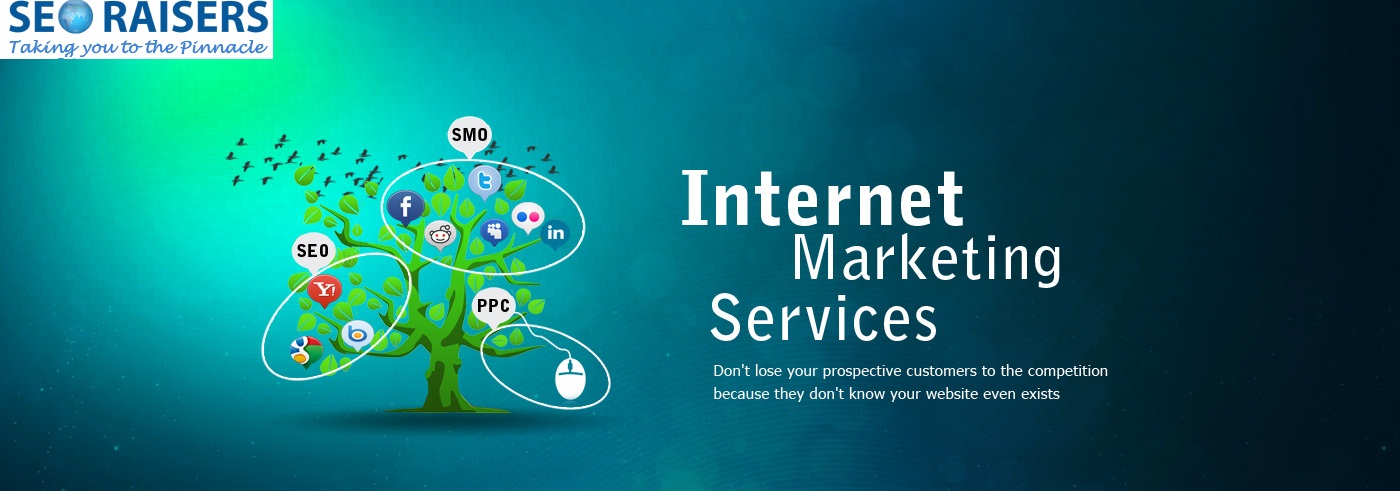 SEO RAISERS
Taking you to the Pinnacle
SMO
SEO
PPC
f
t
in
Y!
b
Internet
Marketing
Services
Don't lose your prospective customers to the competition
because they don't know your website even exists